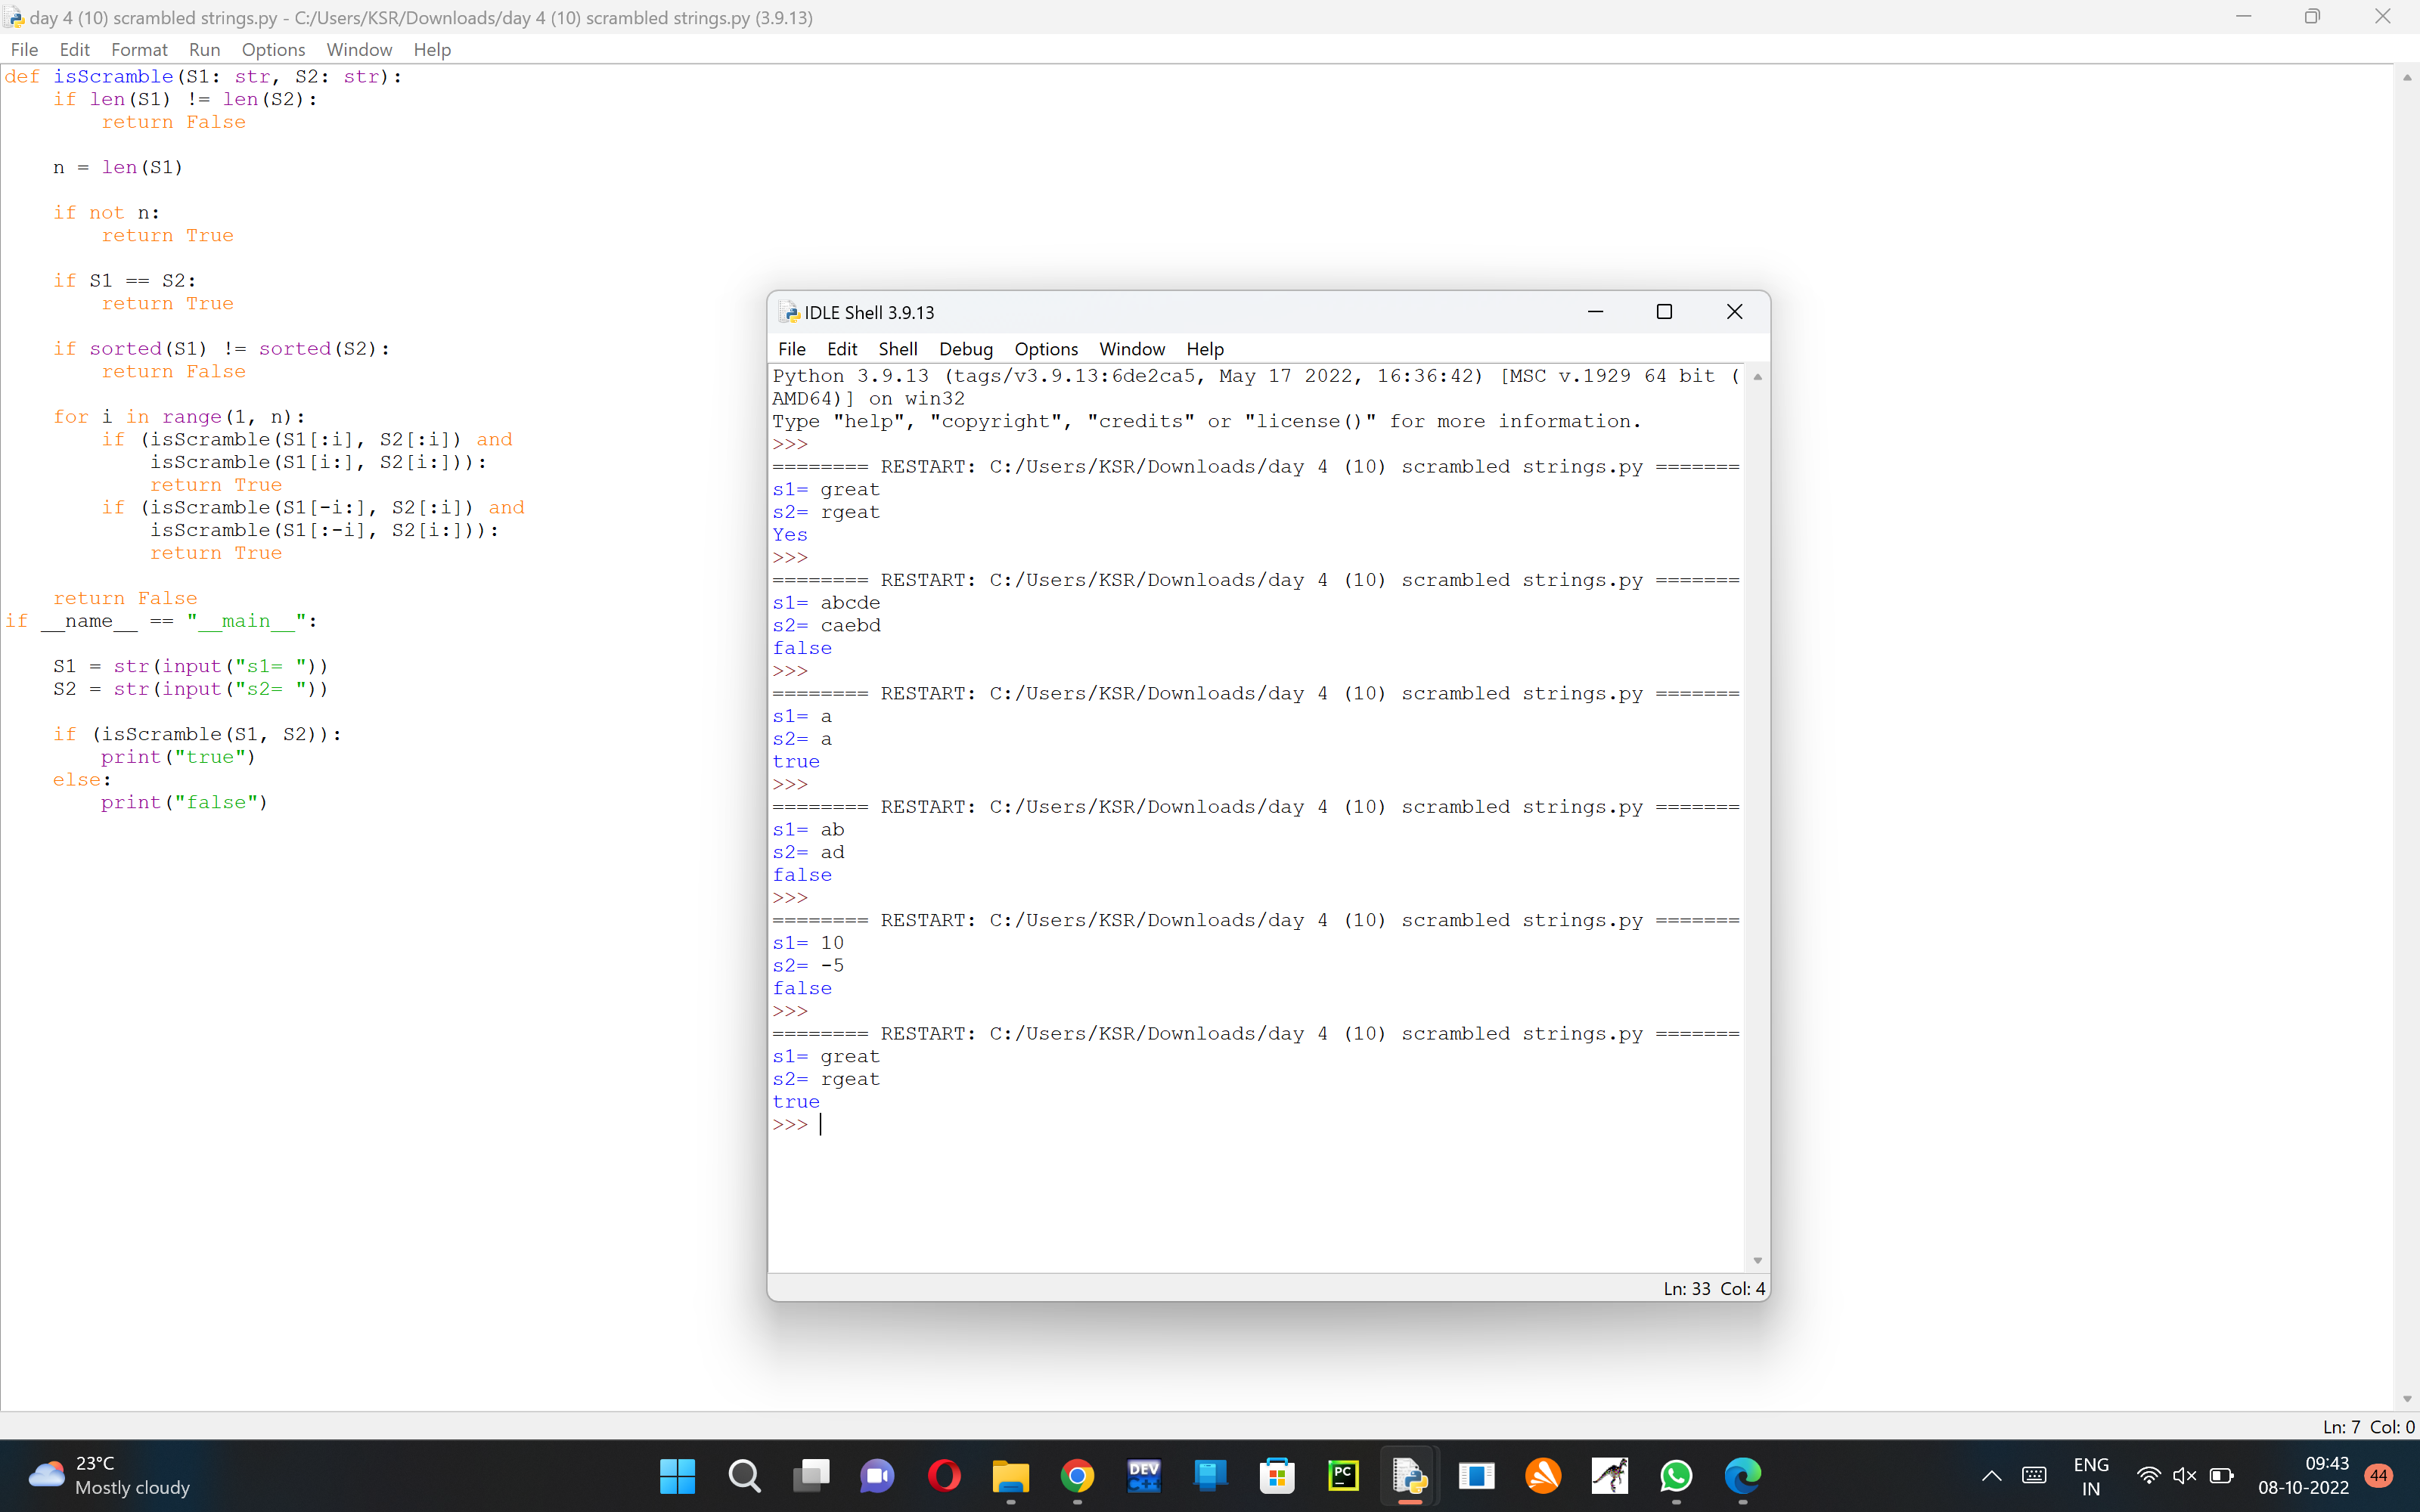 day 4 (10) scrambled strings.py - C:/Users/KSR/Downloads/day 4 (10) scrambled strings.py (3.9.13)
File Edit Format Run Options Window Help
def isScramble(S1: str, S2: str):
    if len(S1) != len(S2):
        return False
    n = len(S1)
    if not n:
        return True
    if S1 == S2:
        return True
    if sorted(S1) != sorted(S2):
        return False
    for i in range(1, n):
        if (isScramble(S1[:i], S2[:i]) and
            isScramble(S1[i:], S2[i:])):
            return True
        if (isScramble(S1[-i:], S2[:i]) and
            isScramble(S1[:-i], S2[i:])):
            return True
    return False
if __name__ == "__main__":
    S1 = str(input("s1= "))
    S2 = str(input("s2= "))
    if (isScramble(S1, S2)):
        print("true")
    else:
        print("false")
IDLE Shell 3.9.13
File Edit Shell Debug Options Window Help
Python 3.9.13 (tags/v3.9.13:6de2ca5, May 17 2022, 16:36:42) [MSC v.1929 64 bit (
AMD64)] on win32
Type "help", "copyright", "credits" or "license()" for more information.
>>>
======== RESTART: C:/Users/KSR/Downloads/day 4 (10) scrambled strings.py =======
s1= great
s2= rgeat
Yes
>>>
======== RESTART: C:/Users/KSR/Downloads/day 4 (10) scrambled strings.py =======
s1= abcde
s2= caebd
false
>>>
======== RESTART: C:/Users/KSR/Downloads/day 4 (10) scrambled strings.py =======
s1= a
s2= a
true
>>>
======== RESTART: C:/Users/KSR/Downloads/day 4 (10) scrambled strings.py =======
s1= ab
s2= ad
false
>>>
======== RESTART: C:/Users/KSR/Downloads/day 4 (10) scrambled strings.py =======
s1= 10
s2= -5
false
>>>
======== RESTART: C:/Users/KSR/Downloads/day 4 (10) scrambled strings.py =======
s1= great
s2= rgeat
true
>>>
Ln: 33 Col: 4
Ln: 7 Col: 0
23°C
Mostly cloudy
DEV
C++
PC
ENG
IN
09:43
08-10-2022
44